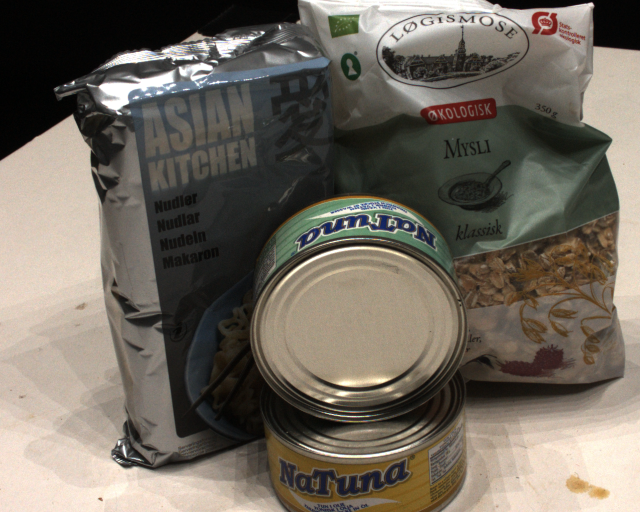 ASIAN
KITCHEN
Nudler
Nudlar
Nudeln
Makaron
LØGISMOSE
ØKOLOGISK
350 g
MYSLI
klassisk
NaTuna
NaTuna